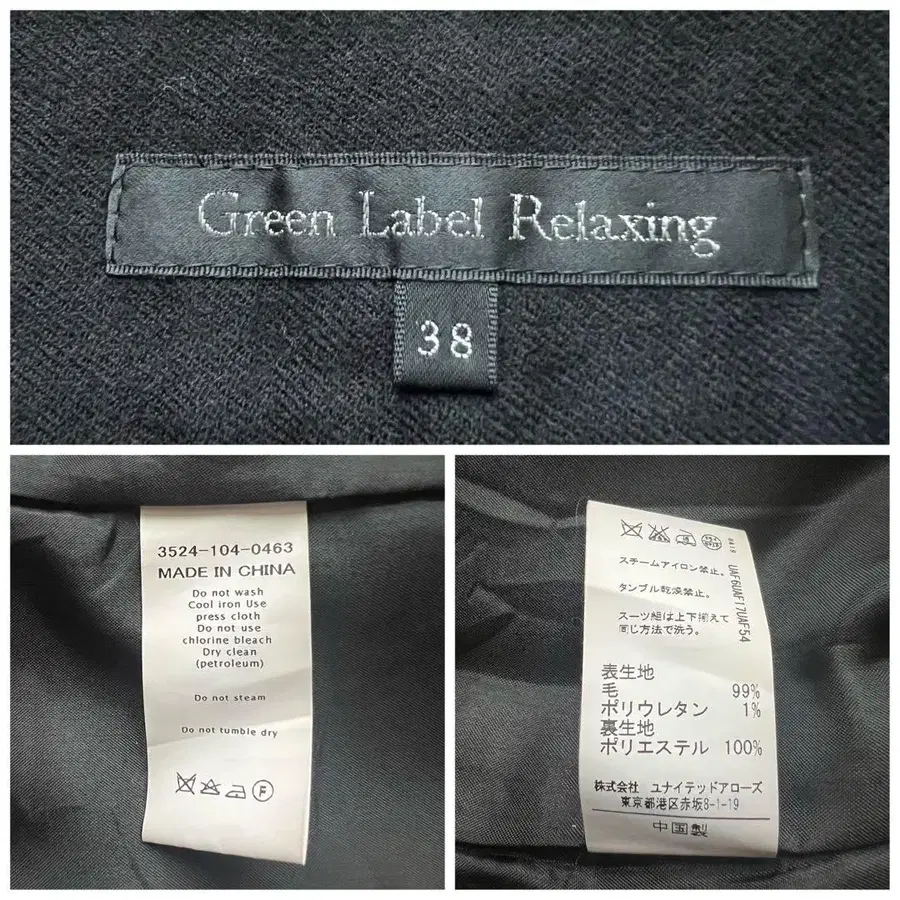 Green Label Relaxing
38
3524-104-0463
MADE IN CHINA
Do not wash
Cool iron Use
press cloth
Do not use
chlorine bleach
Dry clean
(petroleum)
Do not steam
Do not tumble dry
F
スチームアイロン禁止。
タンブル乾燥禁止。
スーツ組は上下揃えて
同じ方法で洗う。
UAF6UAF17UAF54
表生地
毛 99%
ポリウレタン 1%
裏生地
ポリエステル 100%
株式会社 ユナイテッドアローズ
東京都港区赤坂8-1-19
中国製